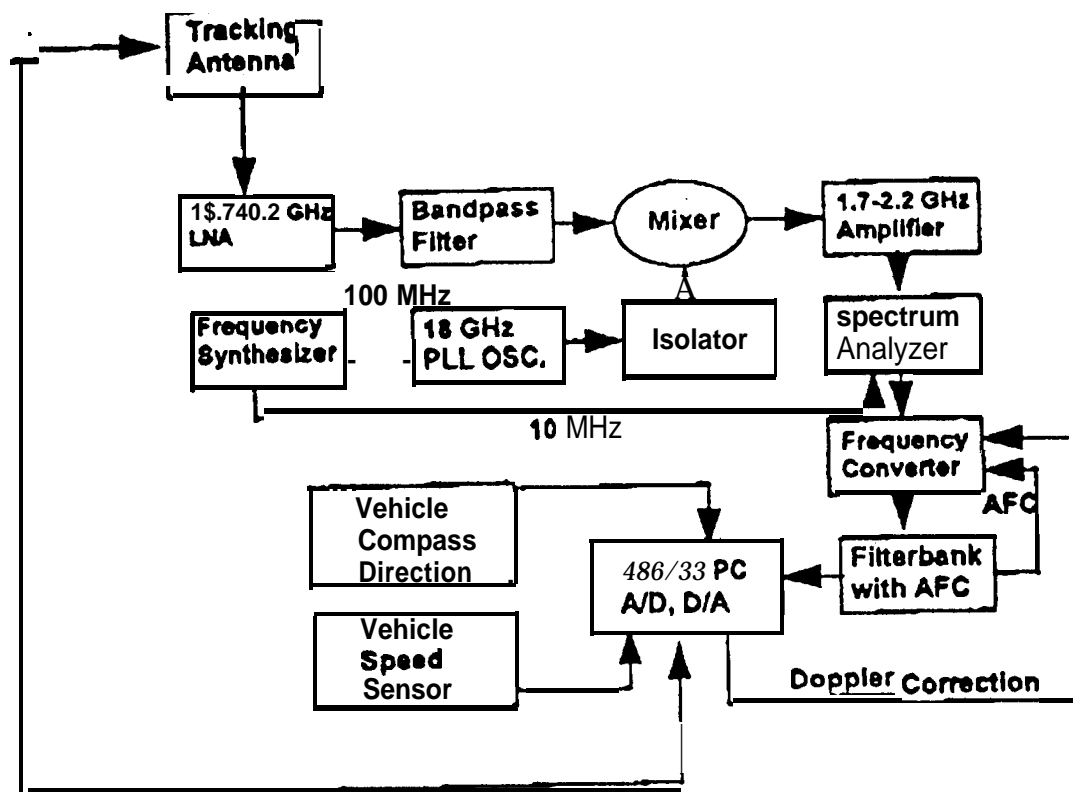 Tracking
Antenna
1$.740.2 GHz
LNA
Bandpass
Filter
Mixer
1.7-2.2 GHz
Amplifier
100 MHz
Frequency
Synthesizer
18 GHz
PLL OSC.
A
Isolator
spectrum
Analyzer
10 MHz
Frequency
Converter
AFC
Vehicle
Compass
Direction
486/33 PC
A/D, D/A
Filterbank
with AFC
Vehicle
Speed
Sensor
Doppler Correction